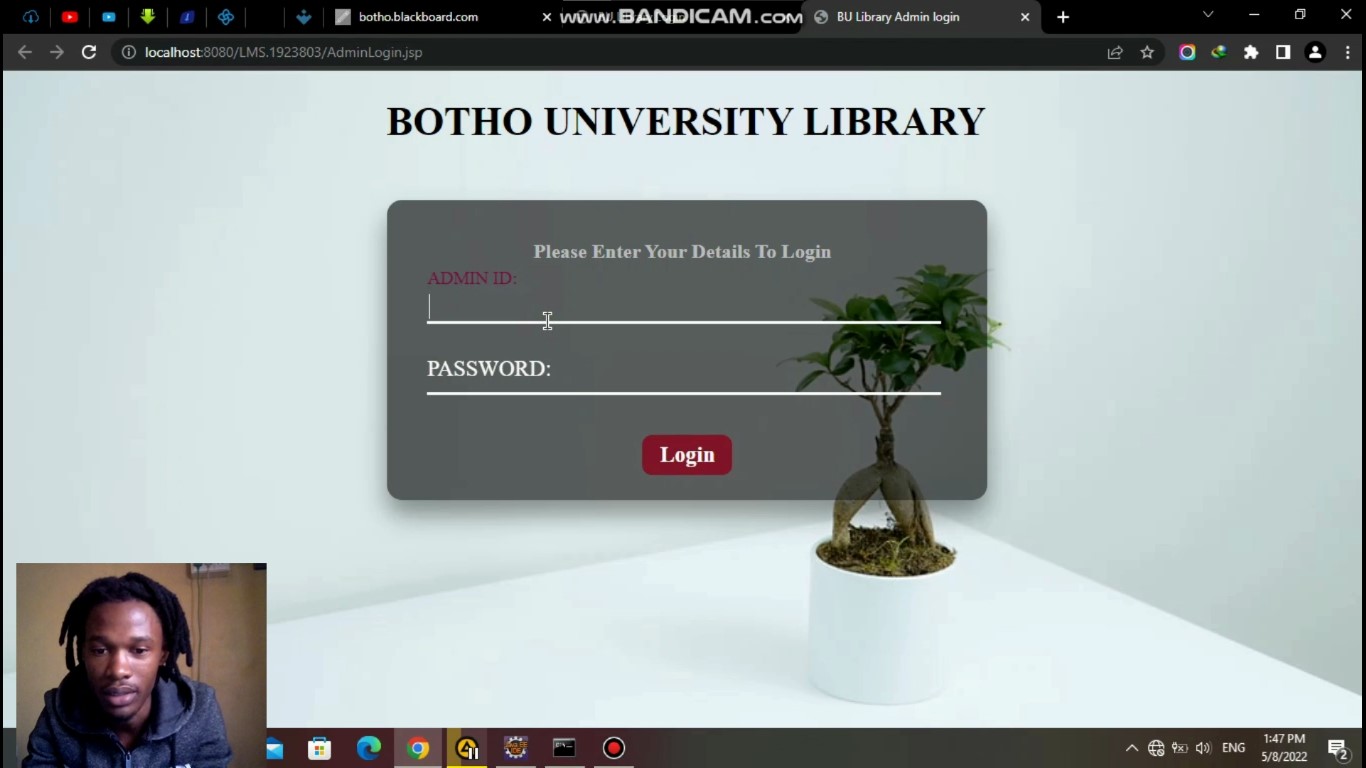 botho.blackboard.com
www.BANDICAM.com
BU Library Admin login
localhost:8080/LMS.1923803/AdminLogin.jsp
BOTHO UNIVERSITY LIBRARY
Please Enter Your Details To Login
ADMIN ID:
PASSWORD:
Login
ENG
1:47 PM
5/8/2022
2